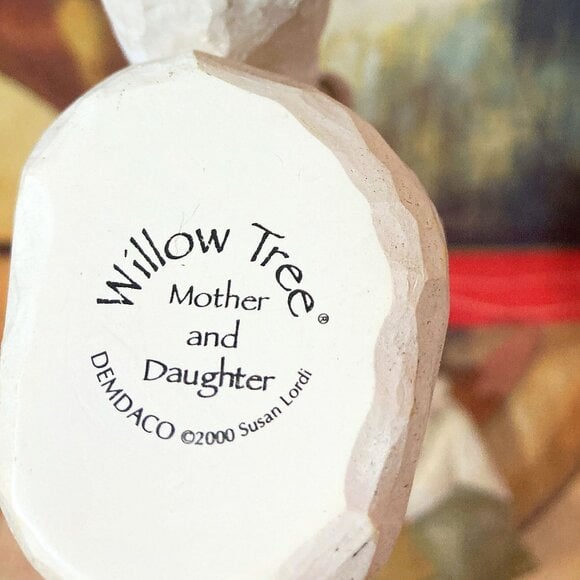 Willow Tree®
Mother
and
Daughter
DEMDACO ©2000 Susan Lordi